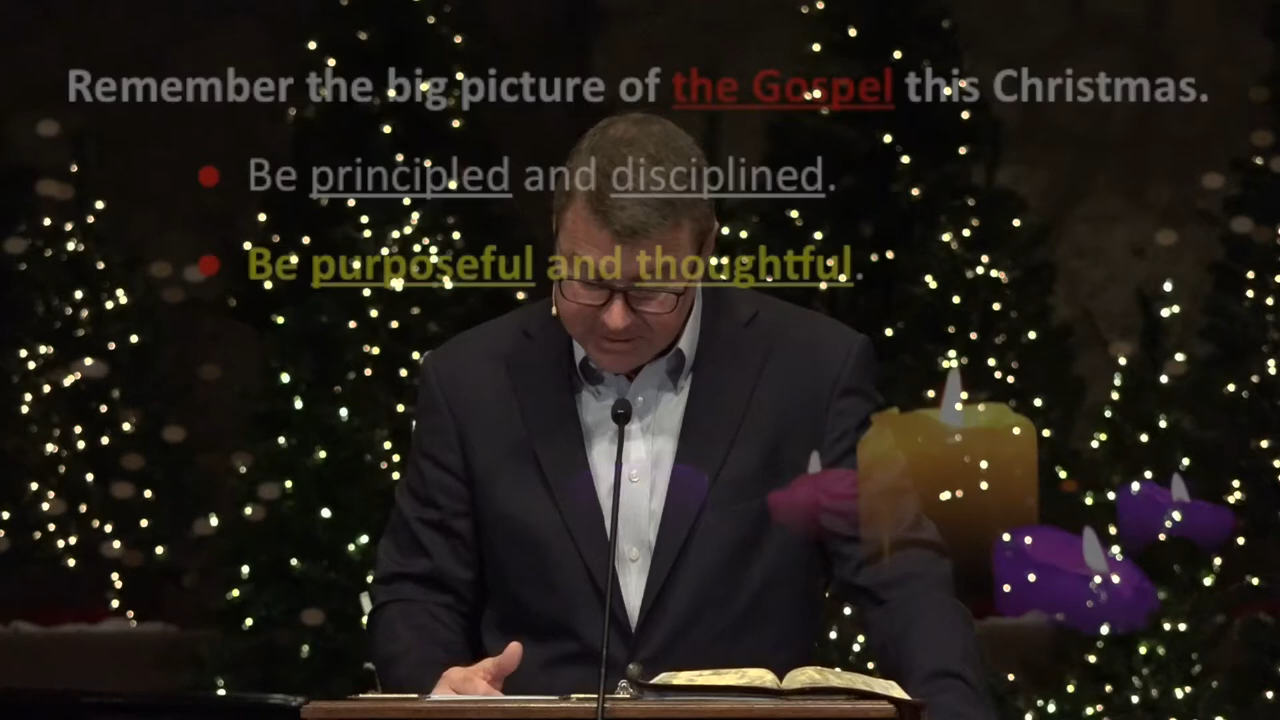 Remember the big picture of the Gospel this Christmas.
• Be principled and disciplined.
• Be purposeful and thoughtful.